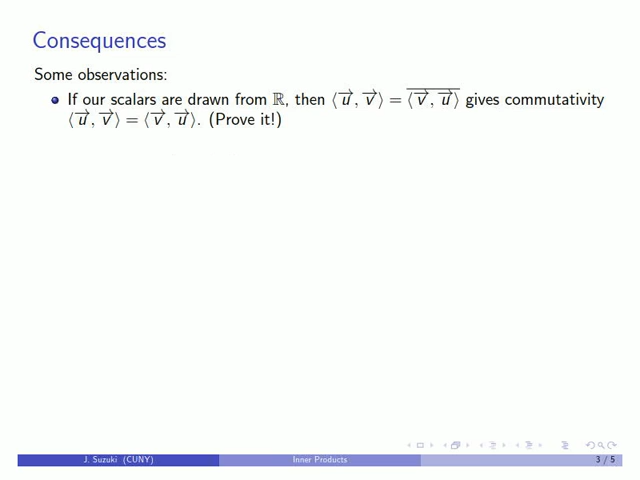 Consequences
Some observations:
If our scalars are drawn from ℝ, then ⟨u⃗, v⃗⟩ = \overline{⟨v⃗, u⃗⟩} gives commutativity
⟨u⃗, v⃗⟩ = ⟨v⃗, u⃗⟩. (Prove it!)
J. Suzuki (CUNY) Inner Products 3 / 5